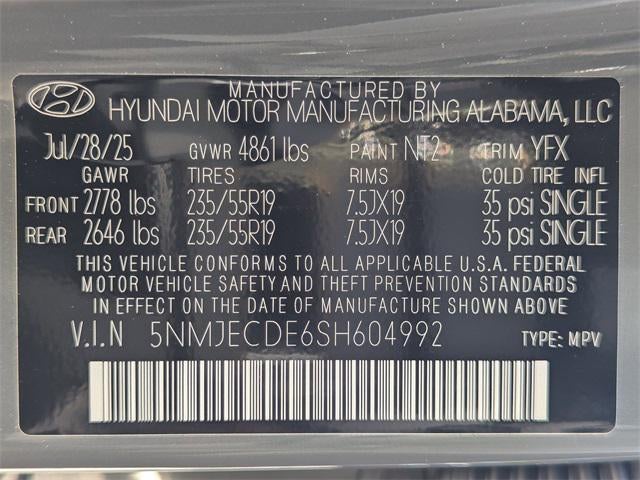 MANUFACTURED BY
HYUNDAI MOTOR MANUFACTURING ALABAMA, LLC
Jul/28/25 GVWR 4861 lbs PAINT NT2 TRIM YFX
GAWR TIRES RIMS COLD TIRE INFL
FRONT 2778 lbs 235/55R19 7.5JX19 35 psi SINGLE
REAR 2646 lbs 235/55R19 7.5JX19 35 psi SINGLE
THIS VEHICLE CONFORMS TO ALL APPLICABLE U.S.A. FEDERAL
MOTOR VEHICLE SAFETY AND THEFT PREVENTION STANDARDS
IN EFFECT ON THE DATE OF MANUFACTURE SHOWN ABOVE.
V.I.N 5NMJECDE6SH604992 TYPE: MPV